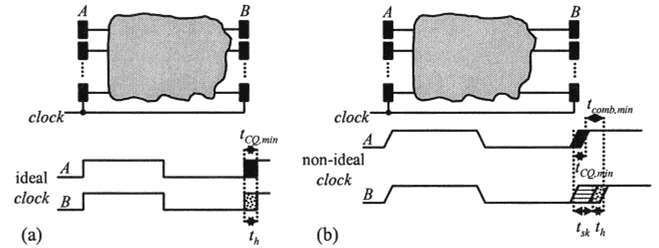 A B
clock
t_CQ,min
A
ideal
clock
B
t_h
(a)
A B
clock
t_comb,min
A
non-ideal
clock
t_CQ,min
B
t_sk t_h
(b)